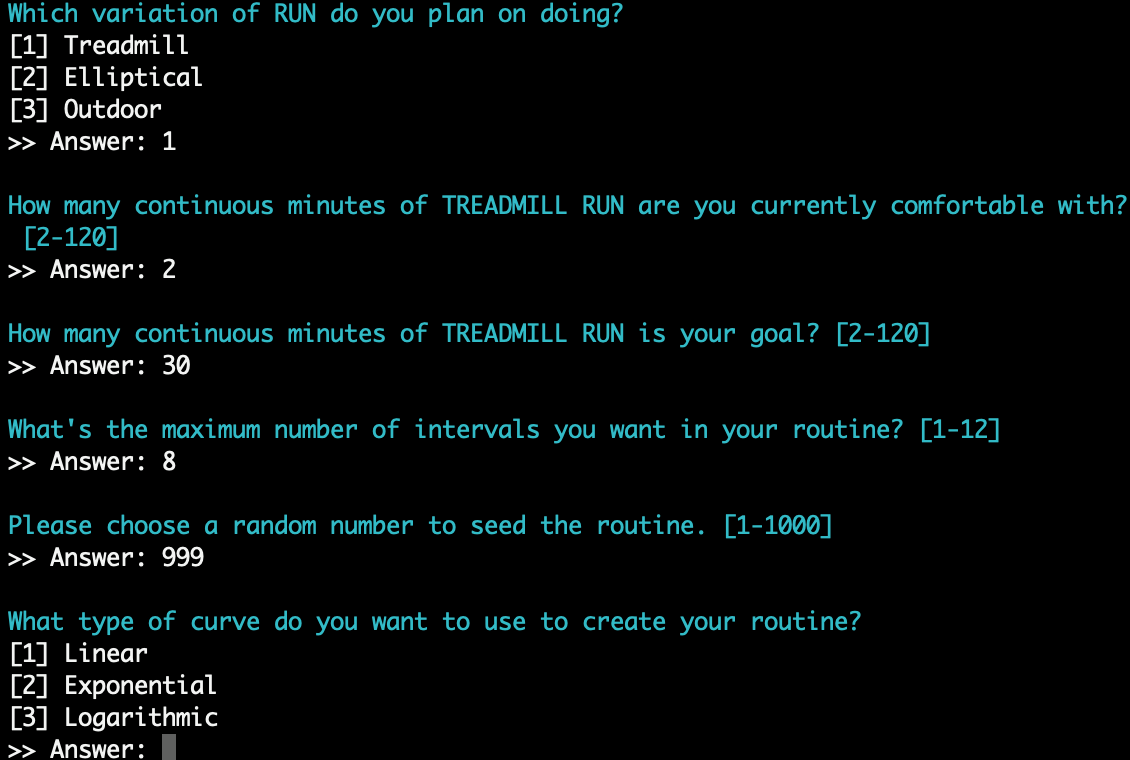 Which variation of RUN do you plan on doing?
[1] Treadmill
[2] Elliptical
[3] Outdoor
>> Answer: 1
How many continuous minutes of TREADMILL RUN are you currently comfortable with?
[2-120]
>> Answer: 2
How many continuous minutes of TREADMILL RUN is your goal? [2-120]
>> Answer: 30
What's the maximum number of intervals you want in your routine? [1-12]
>> Answer: 8
Please choose a random number to seed the routine. [1-1000]
>> Answer: 999
What type of curve do you want to use to create your routine?
[1] Linear
[2] Exponential
[3] Logarithmic
>> Answer: